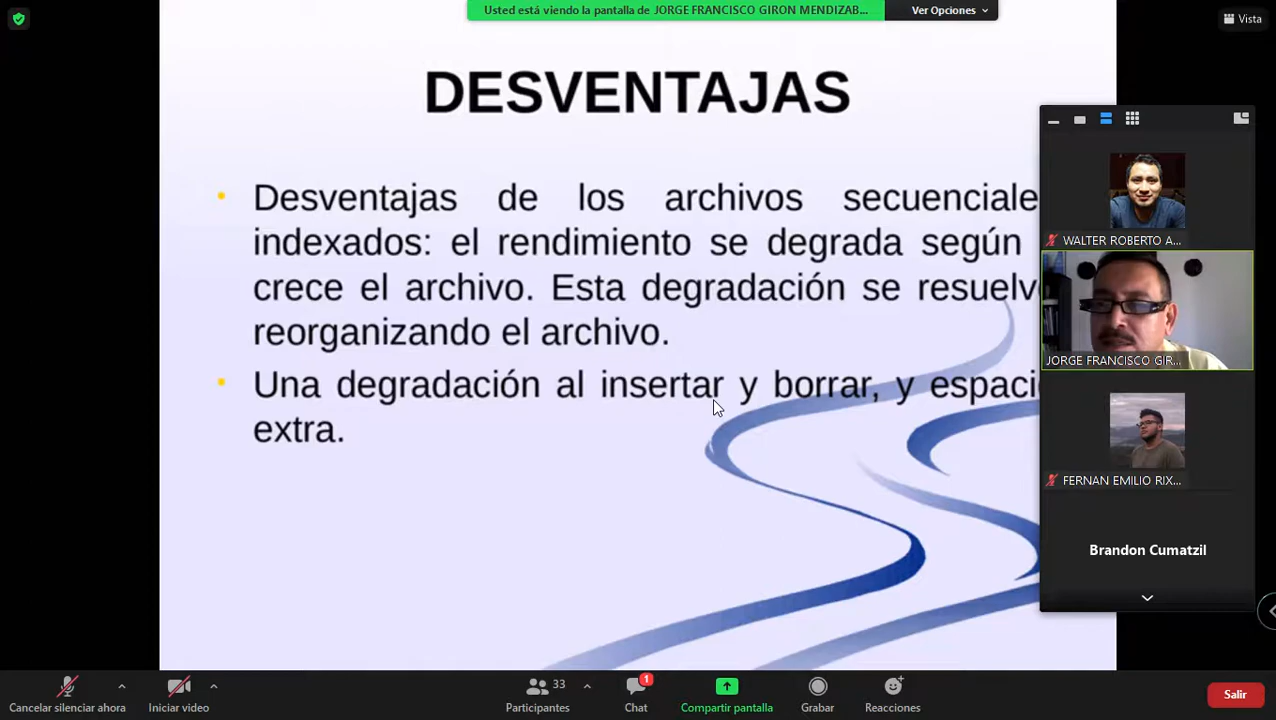 Usted está viendo la pantalla de JORGE FRANCISCO GIRON MENDIZAB...
Ver Opciones
Vista
DESVENTAJAS
Desventajas de los archivos secuenciale
indexados: el rendimiento se degrada según
crece el archivo. Esta degradación se resuelv
reorganizando el archivo.
Una degradación al insertar y borrar, y espaci
extra.
WALTER ROBERTO A...
JORGE FRANCISCO GIR...
FERNAN EMILIO RIX...
Brandon Cumatzil
Cancelar silenciar ahora
Iniciar video
33
Participantes
1
Chat
Compartir pantalla
Grabar
Reacciones
Salir